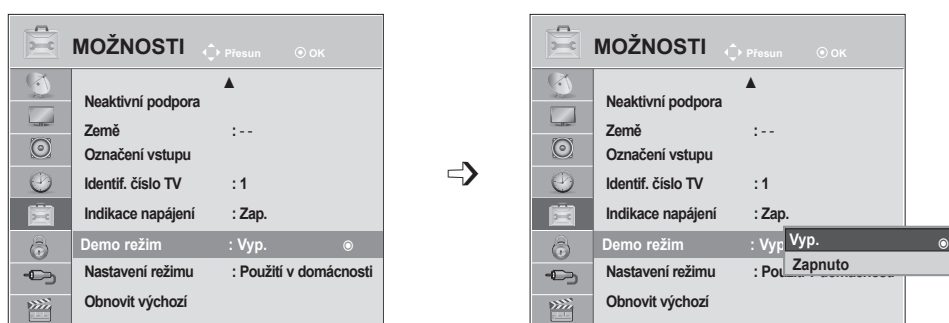 MOŽNOSTI Přesun OK
Neaktivní podpora
Země : - -
Označení vstupu
Identif. číslo TV : 1
Indikace napájení : Zap.
Demo režim : Vyp.
Nastavení režimu : Použití v domácnosti
Obnovit výchozí
MOŽNOSTI Přesun OK
Neaktivní podpora
Země : - -
Označení vstupu
Identif. číslo TV : 1
Indikace napájení : Zap.
Demo režim : Vyp
Vyp.
Zapnuto
Nastavení režimu
Obnovit výchozí